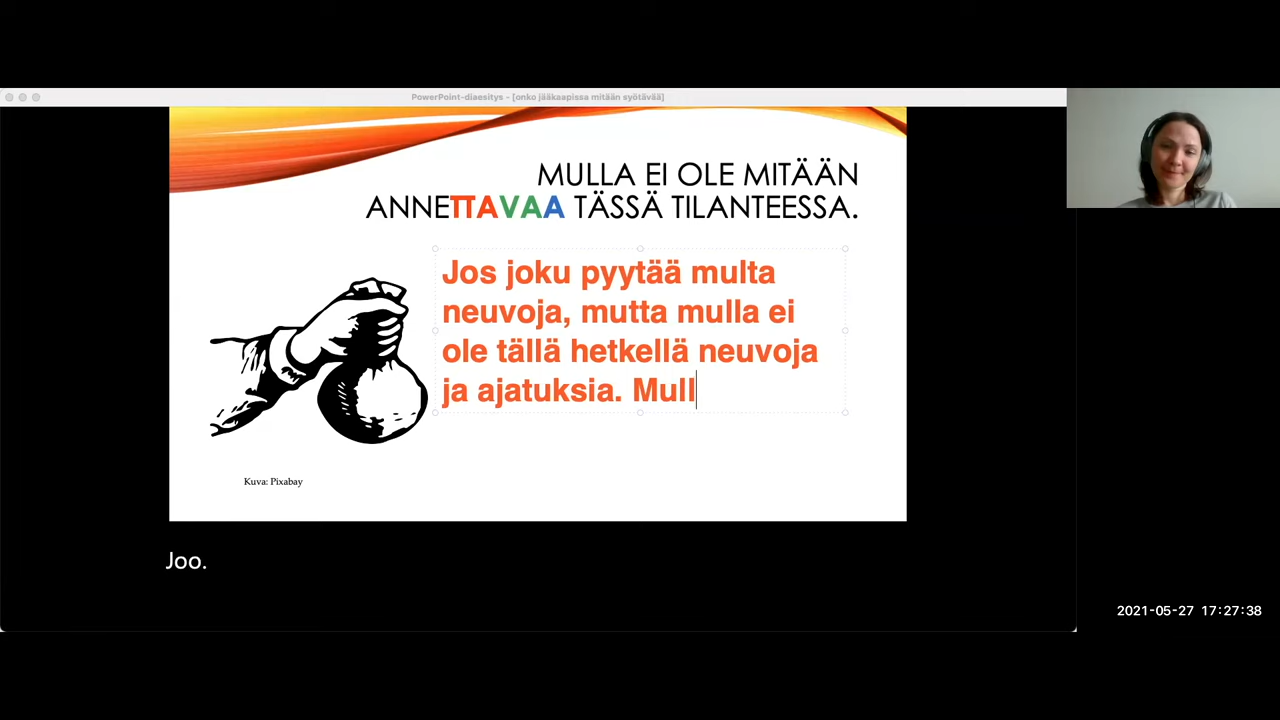 PowerPoint-diaesitys - [onko jääkaapissa mitään syötävää]
MULLA EI OLE MITÄÄN
ANNETTAVAA TÄSSÄ TILANTEESSA.
Jos joku pyytää multa
neuvoja, mutta mulla ei
ole tällä hetkellä neuvoja
ja ajatuksia. Mull
Kuva: Pixabay
Joo.
2021-05-27 17:27:38